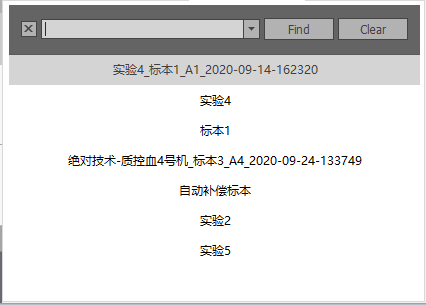 Find Clear
实验4_标本1_A1_2020-09-14-162320
实验4
标本1
绝对技术-质控血4号机_标本3_A4_2020-09-24-133749
自动补偿标本
实验2
实验5